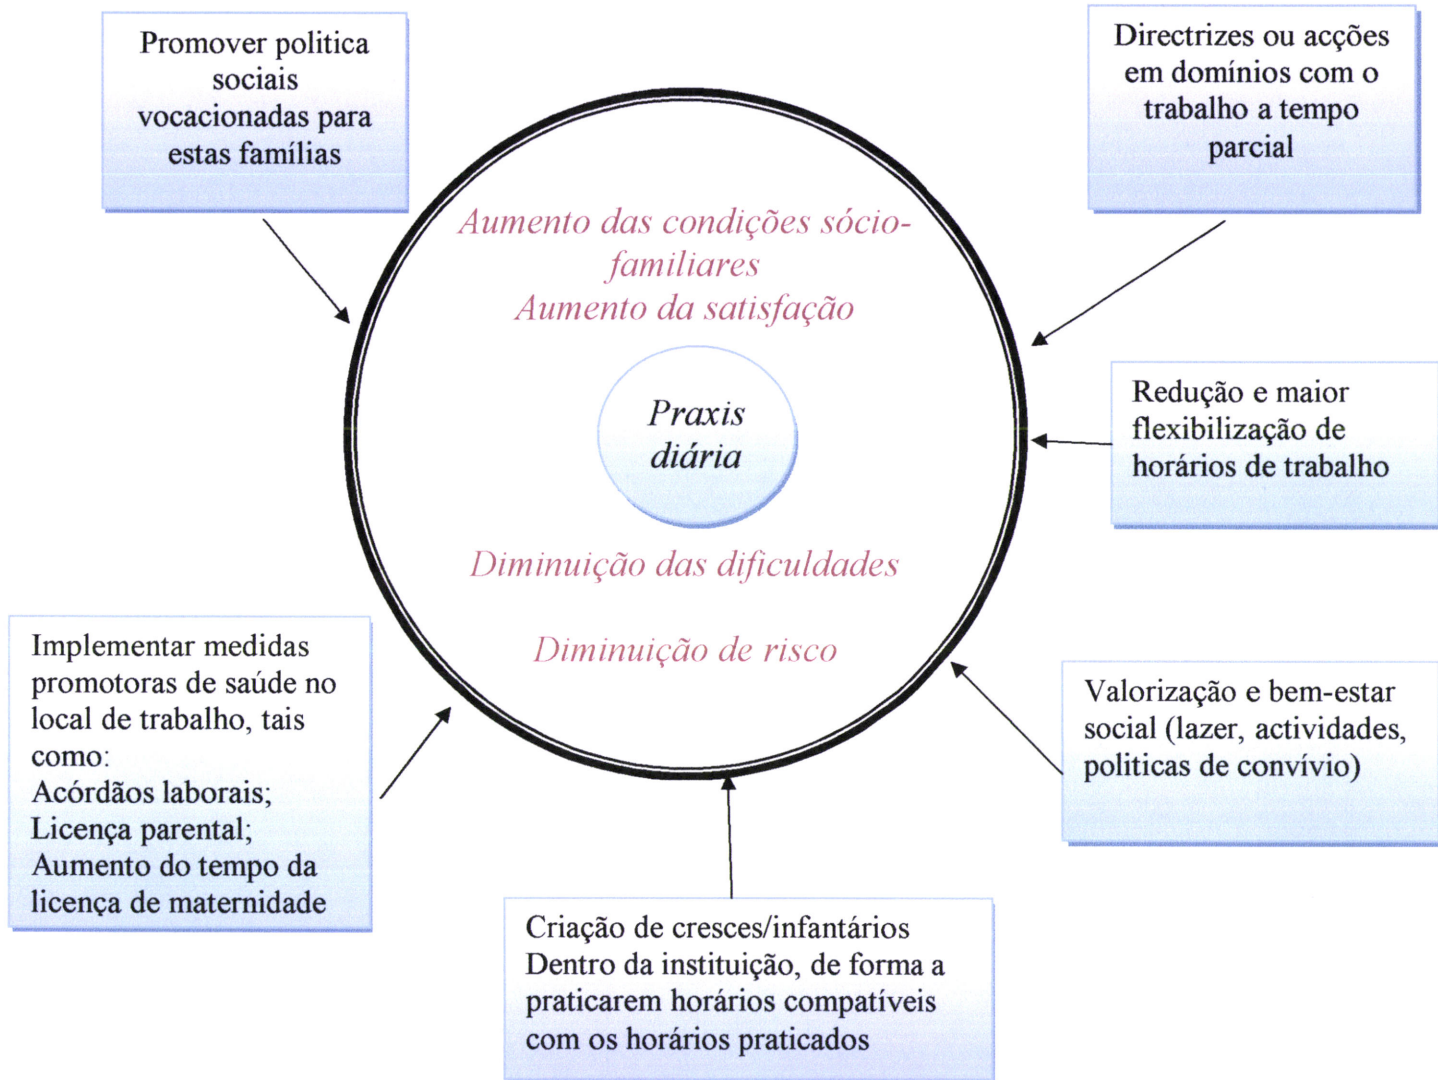 Promover politica
sociais
vocacionadas para
estas famílias
Directrizes ou acções
em domínios com o
trabalho a tempo
parcial
Aumento das condições sócio-
familiares
Aumento da satisfação
Praxis
diária
Redução e maior
flexibilização de
horários de trabalho
Diminuição das dificuldades
Diminuição de risco
Implementar medidas
promotoras de saúde no
local de trabalho, tais
como:
Acórdãos laborais;
Licença parental;
Aumento do tempo da
licença de maternidade
Valorização e bem-estar
social (lazer, actividades,
politicas de convívio)
Criação de cresces/infantários
Dentro da instituição, de forma a
praticarem horários compatíveis
com os horários praticados